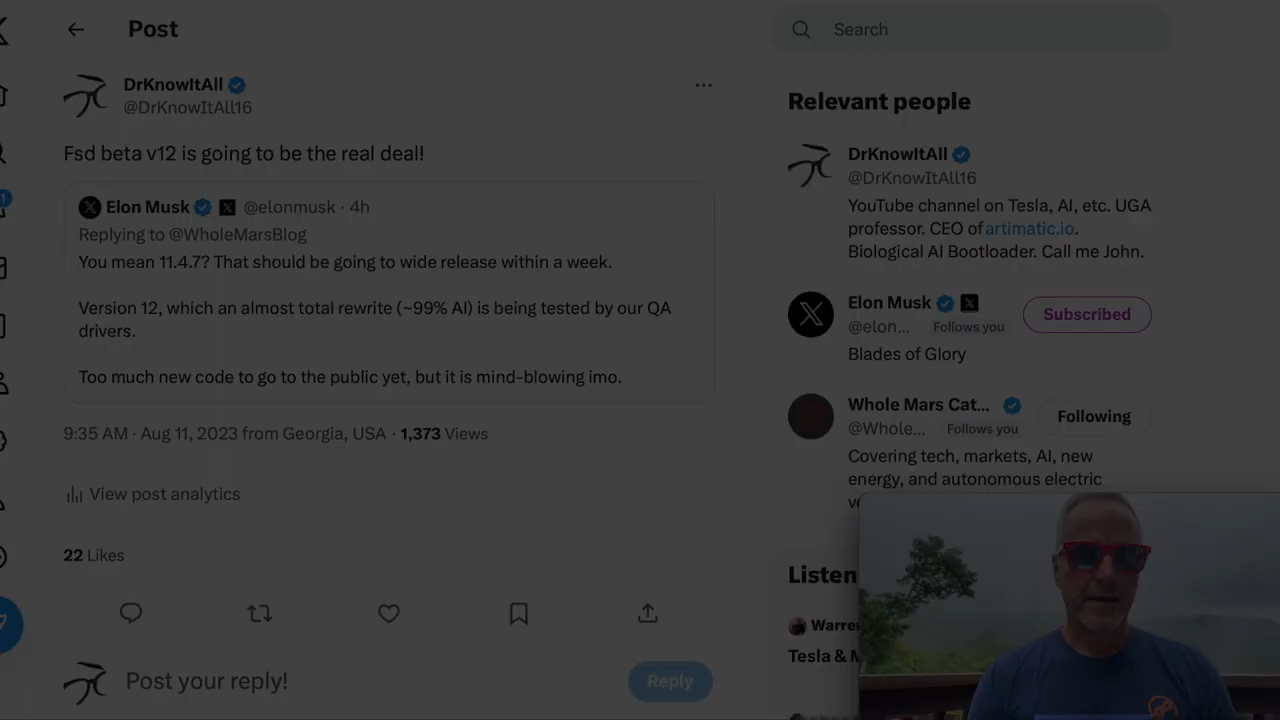 Post
Search
DrKnowItAll
@DrKnowItAll16
Fsd beta v12 is going to be the real deal!
Elon Musk @elonmusk · 4h
Replying to @WholeMarsBlog
You mean 11.4.7? That should be going to wide release within a week.
Version 12, which an almost total rewrite (~99% AI) is being tested by our QA
drivers.
Too much new code to go to the public yet, but it is mind-blowing imo.
9:35 AM · Aug 11, 2023 from Georgia, USA · 1,373 Views
View post analytics
22 Likes
Post your reply!
Reply
Relevant people
DrKnowItAll
@DrKnowItAll16
YouTube channel on Tesla, AI, etc. UGA
professor. CEO of artimatic.io.
Biological AI Bootloader. Call me John.
Elon Musk
@elon... Follows you
Subscribed
Blades of Glory
Whole Mars Cat...
@Whole... Follows you
Following
Covering tech, markets, AI, new
energy, and autonomous electric
Listen
Warre
Tesla &
1